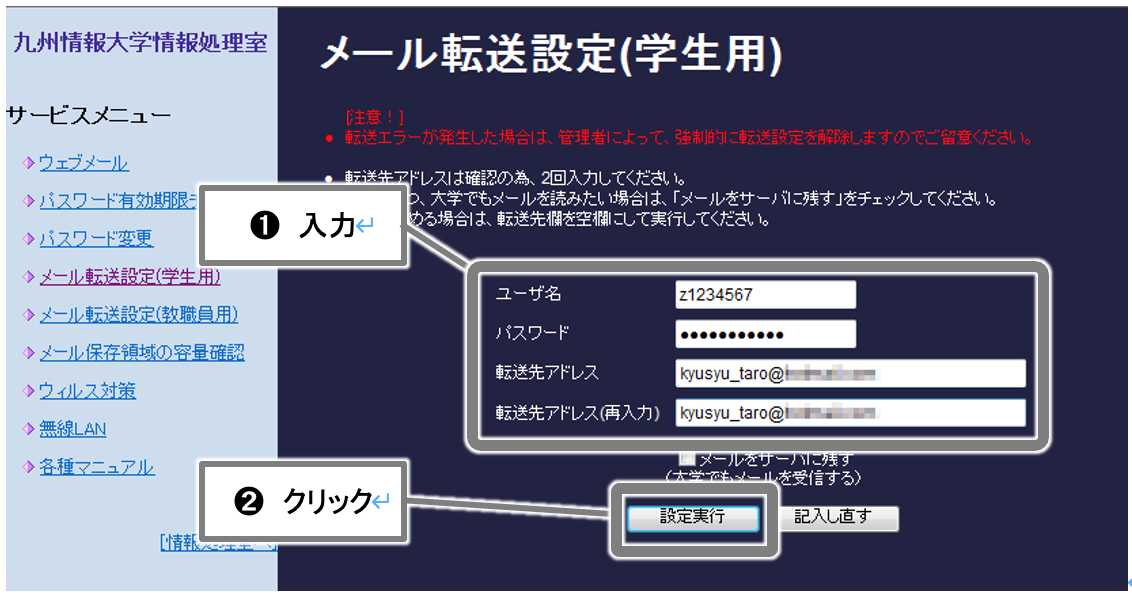 九州情報大学情報処理室
サービスメニュー
ウェブメール
パスワード有効期限
パスワード変更
メール転送設定(学生用)
メール転送設定(教職員用)
メール保存領域の容量確認
ウィルス対策
無線LAN
各種マニュアル
[情報
メール転送設定(学生用)
[注意！]
転送エラーが発生した場合は、管理者によって、強制的に転送設定を解除しますのでご留意ください。
転送先アドレスは確認の為、2回入力してください。
つ、大学でもメールを読みたい場合は、「メールをサーバに残す」をチェックしてください。
める場合は、転送先欄を空欄にして実行してください。
❶ 入力↵
ユーザ名 z1234567
パスワード ●●●●●●●●●●●
転送先アドレス kyusyu_taro@
転送先アドレス(再入力) kyusyu_taro@
メールをサーバに残す
(大学でもメールを受信する)
❷ クリック↵
設定実行 記入し直す